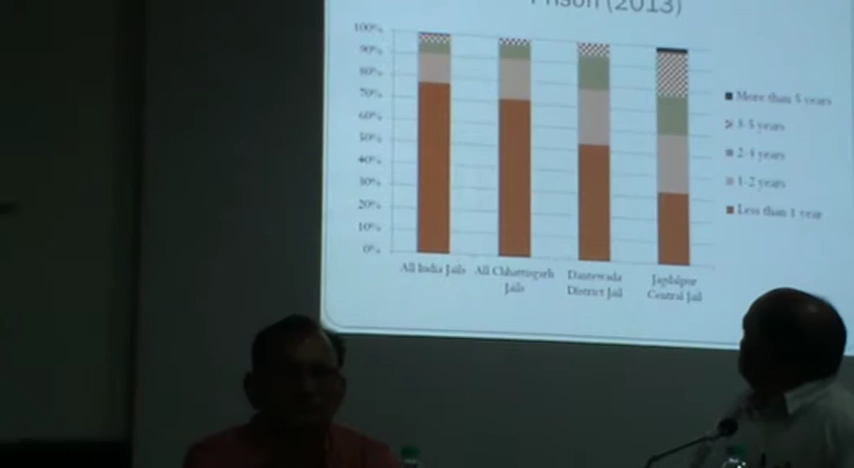 Prison (2013)
100%
90%
80%
70%
60%
50%
40%
30%
20%
10%
0%
All India Jails
All Chhattisgarh
Jails
Dantewada
District Jail
Jagdalpur
Central Jail
More than 5 years
3-5 years
2-3 years
1-2 years
Less than 1 year